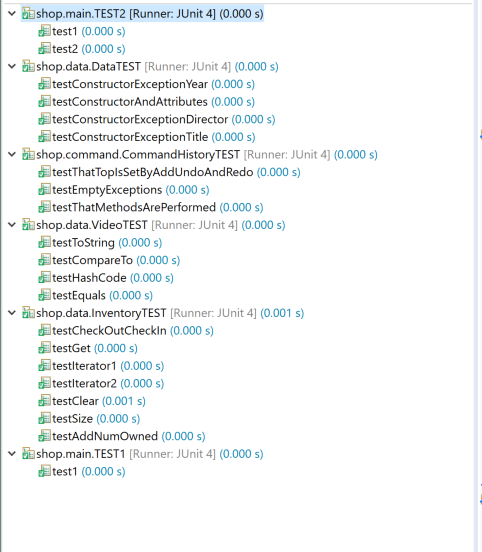 shop.main.TEST2 [Runner: JUnit 4] (0.000 s)
test1 (0.000 s)
test2 (0.000 s)
shop.data.DataTEST [Runner: JUnit 4] (0.000 s)
testConstructorExceptionYear (0.000 s)
testConstructorAndAttributes (0.000 s)
testConstructorExceptionDirector (0.000 s)
testConstructorExceptionTitle (0.000 s)
shop.command.CommandHistoryTEST [Runner: JUnit 4] (0.000 s)
testThatTopIsSetByAddUndoAndRedo (0.000 s)
testEmptyExceptions (0.000 s)
testThatMethodsArePerformed (0.000 s)
shop.data.VideoTEST [Runner: JUnit 4] (0.000 s)
testToString (0.000 s)
testCompareTo (0.000 s)
testHashCode (0.000 s)
testEquals (0.000 s)
shop.data.InventoryTEST [Runner: JUnit 4] (0.001 s)
testCheckOutCheckIn (0.000 s)
testGet (0.000 s)
testIterator1 (0.000 s)
testIterator2 (0.000 s)
testClear (0.001 s)
testSize (0.000 s)
testAddNumOwned (0.000 s)
shop.main.TEST1 [Runner: JUnit 4] (0.000 s)
test1 (0.000 s)